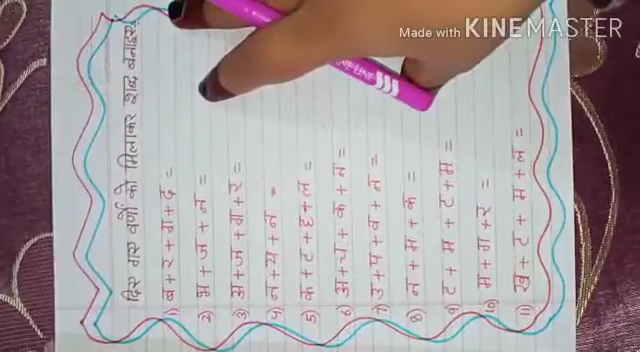 Made with KINEMASTER
दिए गए वर्णों को मिलाकर शब्द बनाइए।
1) ब+र+ग+द =
2) भ+ज+न =
3) अ+ज+ग+र =
4) न+य+न =
5) क+ट+ह+ल =
6) अ+च+क+न =
7) उ+प+व+न =
8) न+म+क =
9) ट+म+ट+म =
10) म+ग+र =
11) ख+ट+म+ल =